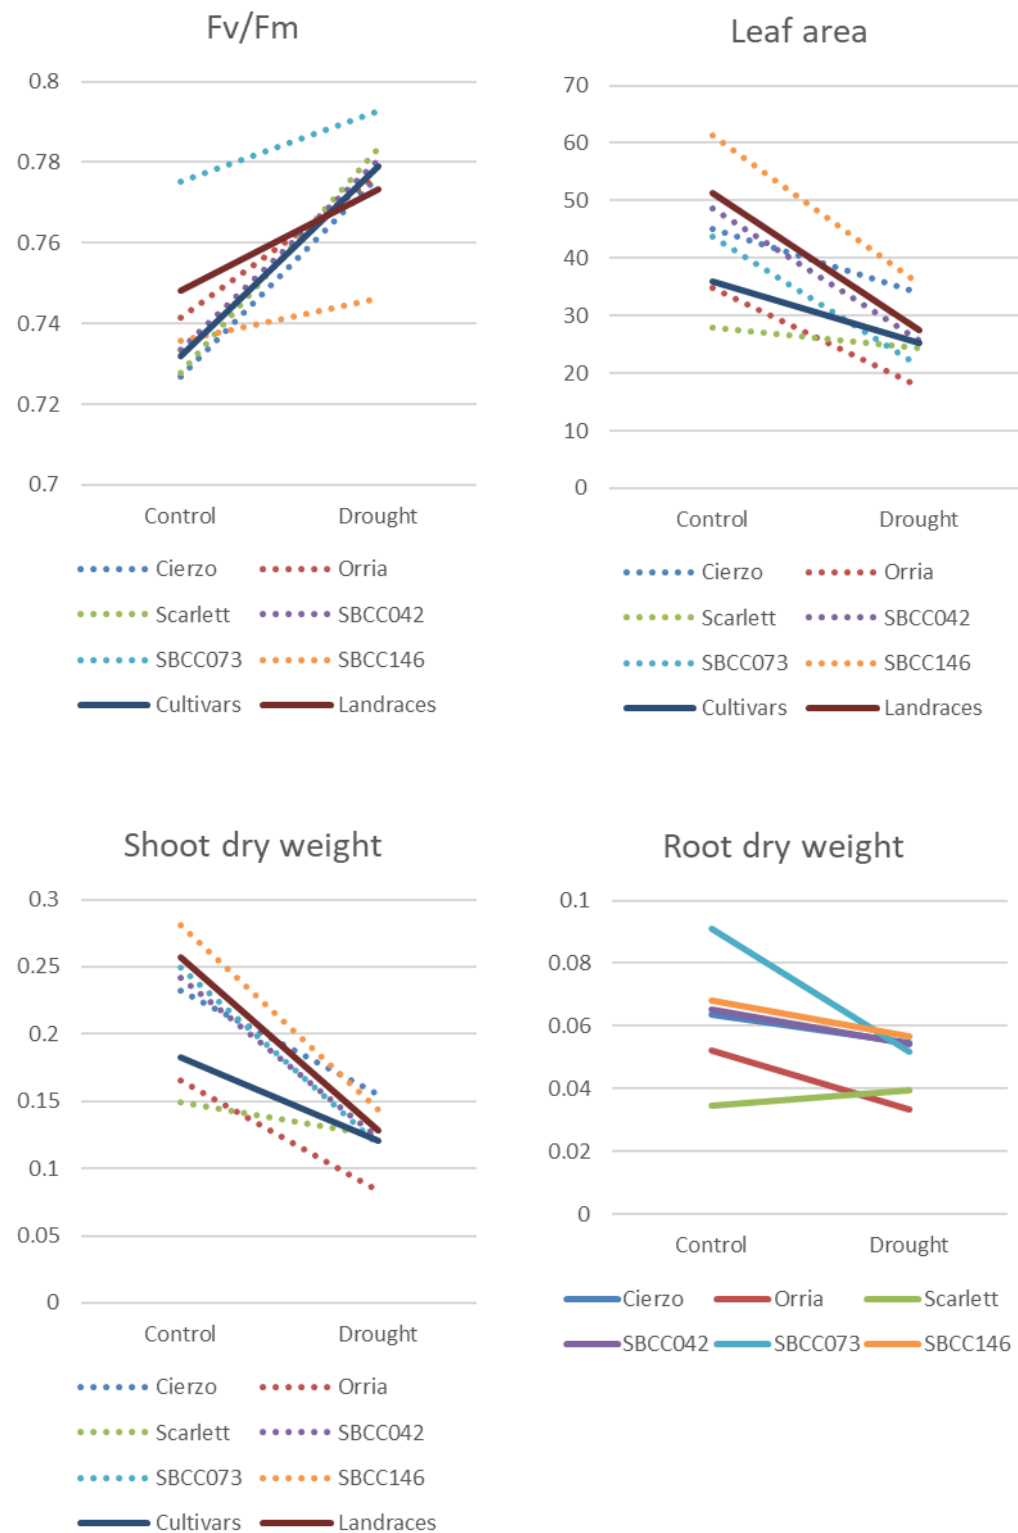 Fv/Fm
0.8
0.78
0.76
0.74
0.72
0.7
Control Drought
Cierzo Orria
Scarlett SBCC042
SBCC073 SBCC146
Cultivars Landraces
Leaf area
70
60
50
40
30
20
10
0
Control Drought
Cierzo Orria
Scarlett SBCC042
SBCC073 SBCC146
Cultivars Landraces
Shoot dry weight
0.3
0.25
0.2
0.15
0.1
0.05
0
Control Drought
Cierzo Orria
Scarlett SBCC042
SBCC073 SBCC146
Cultivars Landraces
Root dry weight
0.1
0.08
0.06
0.04
0.02
0
Control Drought
Cierzo Orria Scarlett
SBCC042 SBCC073 SBCC146